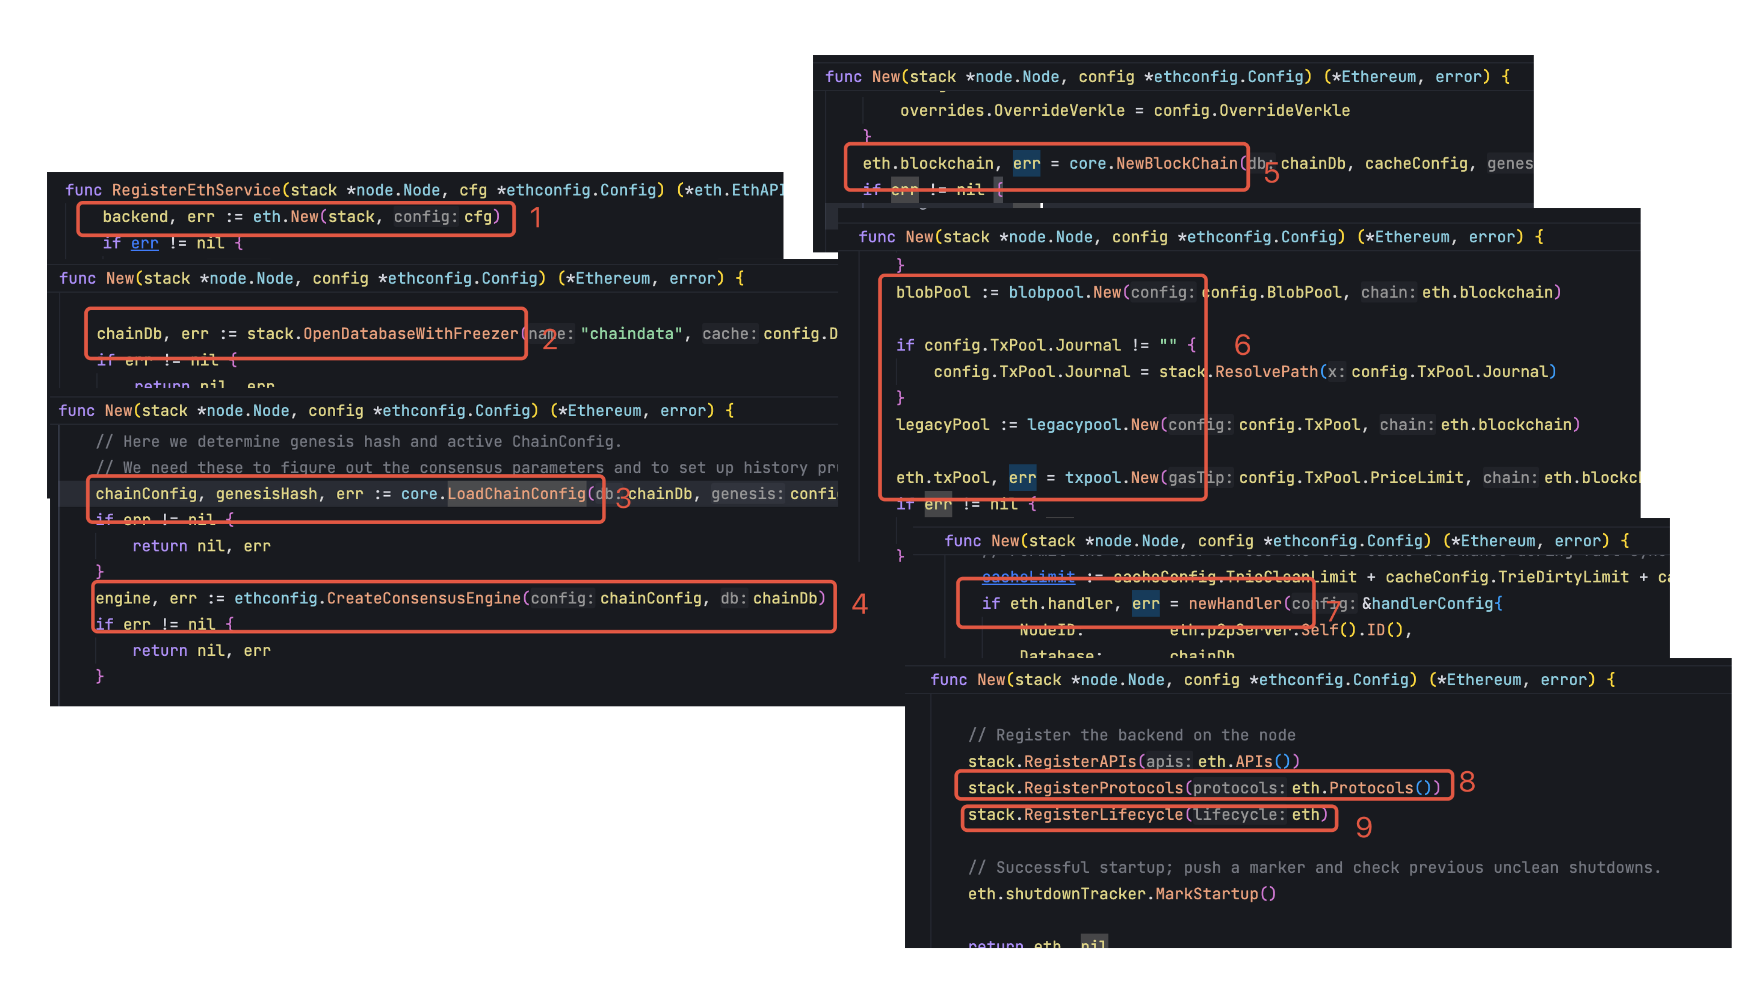 func RegisterEthService(stack *node.Node, cfg *ethconfig.Config) (*eth.EthAPI
backend, err := eth.New(stack, config: cfg)
1
if err != nil {
func New(stack *node.Node, config *ethconfig.Config) (*Ethereum, error) {
chainDb, err := stack.OpenDatabaseWithFreezer(name: "chaindata", cache: config.D
2
if err != nil {
return nil, err
func New(stack *node.Node, config *ethconfig.Config) (*Ethereum, error) {
// Here we determine genesis hash and active ChainConfig.
// We need these to figure out the consensus parameters and to set up history pr
chainConfig, genesisHash, err := core.LoadChainConfig(db: chainDb, genesis: confi
3
if err != nil {
return nil, err
}
engine, err := ethconfig.CreateConsensusEngine(config: chainConfig, db: chainDb)
4
if err != nil {
return nil, err
}
func New(stack *node.Node, config *ethconfig.Config) (*Ethereum, error) {
overrides.OverrideVerkle = config.OverrideVerkle
}
eth.blockchain, err = core.NewBlockChain(db: chainDb, cacheConfig, genes
5
if err != nil {
func New(stack *node.Node, config *ethconfig.Config) (*Ethereum, error) {
}
blobPool := blobpool.New(config: config.BlobPool, chain: eth.blockchain)
if config.TxPool.Journal != "" {
6
config.TxPool.Journal = stack.ResolvePath(x: config.TxPool.Journal)
}
legacyPool := legacypool.New(config: config.TxPool, chain: eth.blockchain)
eth.txPool, err = txpool.New(gasTip: config.TxPool.PriceLimit, chain: eth.blockc
if err != nil {
func New(stack *node.Node, config *ethconfig.Config) (*Ethereum, error) {
}
cacheLimit := cacheConfig.TrieCleanLimit + cacheConfig.TrieDirtyLimit + ca
if eth.handler, err = newHandler(config: &handlerConfig{
7
NodeID: eth.p2pServer.Self().ID(),
Database: chainDb
func New(stack *node.Node, config *ethconfig.Config) (*Ethereum, error) {
// Register the backend on the node
stack.RegisterAPIs(apis: eth.APIs())
stack.RegisterProtocols(protocols: eth.Protocols())
8
stack.RegisterLifecycle(lifecycle: eth)
9
// Successful startup; push a marker and check previous unclean shutdowns.
eth.shutdownTracker.MarkStartup()
return eth, nil